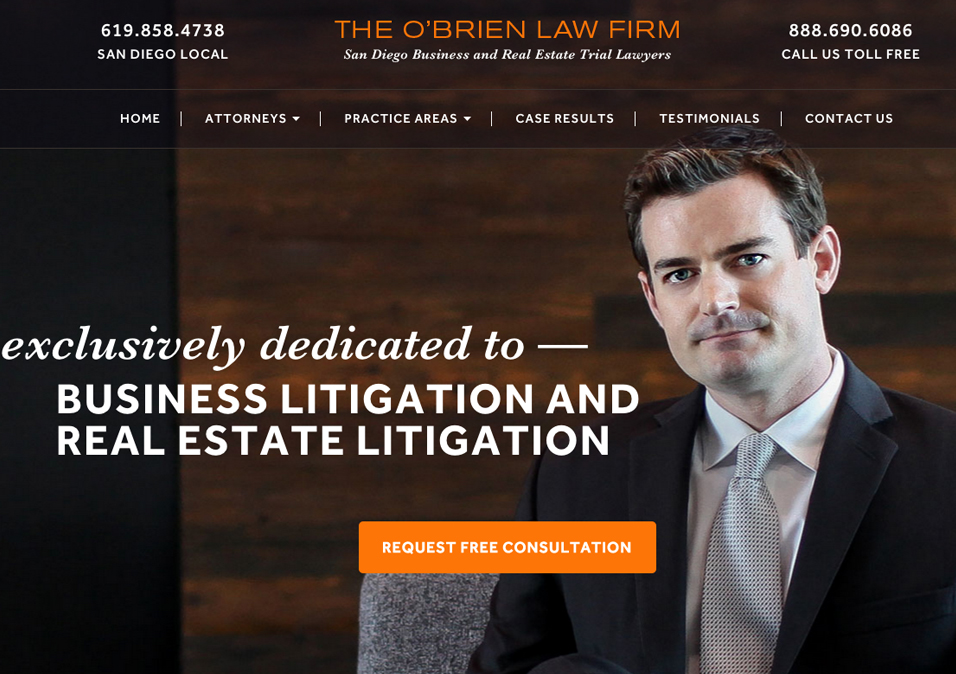 619.858.4738
SAN DIEGO LOCAL
THE O’BRIEN LAW FIRM
San Diego Business and Real Estate Trial Lawyers
888.690.6086
CALL US TOLL FREE
HOME
ATTORNEYS
PRACTICE AREAS
CASE RESULTS
TESTIMONIALS
CONTACT US
exclusively dedicated to —
BUSINESS LITIGATION AND
REAL ESTATE LITIGATION
REQUEST FREE CONSULTATION